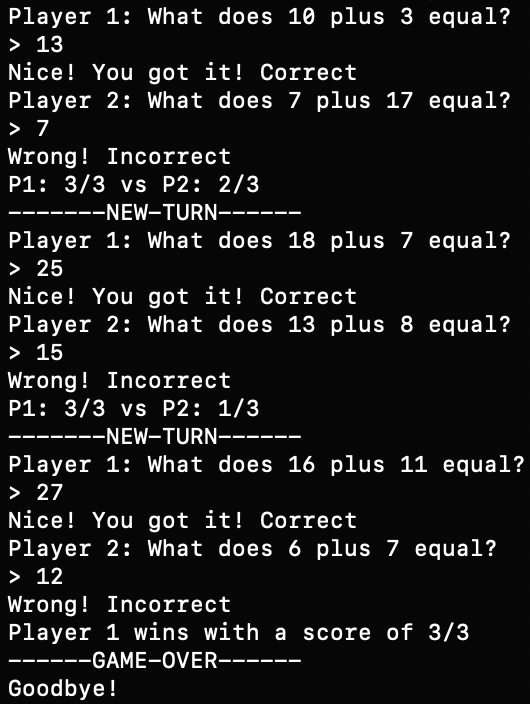 Player 1: What does 10 plus 3 equal?
> 13
Nice! You got it! Correct
Player 2: What does 7 plus 17 equal?
> 7
Wrong! Incorrect
P1: 3/3 vs P2: 2/3
-------NEW-TURN------
Player 1: What does 18 plus 7 equal?
> 25
Nice! You got it! Correct
Player 2: What does 13 plus 8 equal?
> 15
Wrong! Incorrect
P1: 3/3 vs P2: 1/3
-------NEW-TURN------
Player 1: What does 16 plus 11 equal?
> 27
Nice! You got it! Correct
Player 2: What does 6 plus 7 equal?
> 12
Wrong! Incorrect
Player 1 wins with a score of 3/3
------GAME-OVER------
Goodbye!